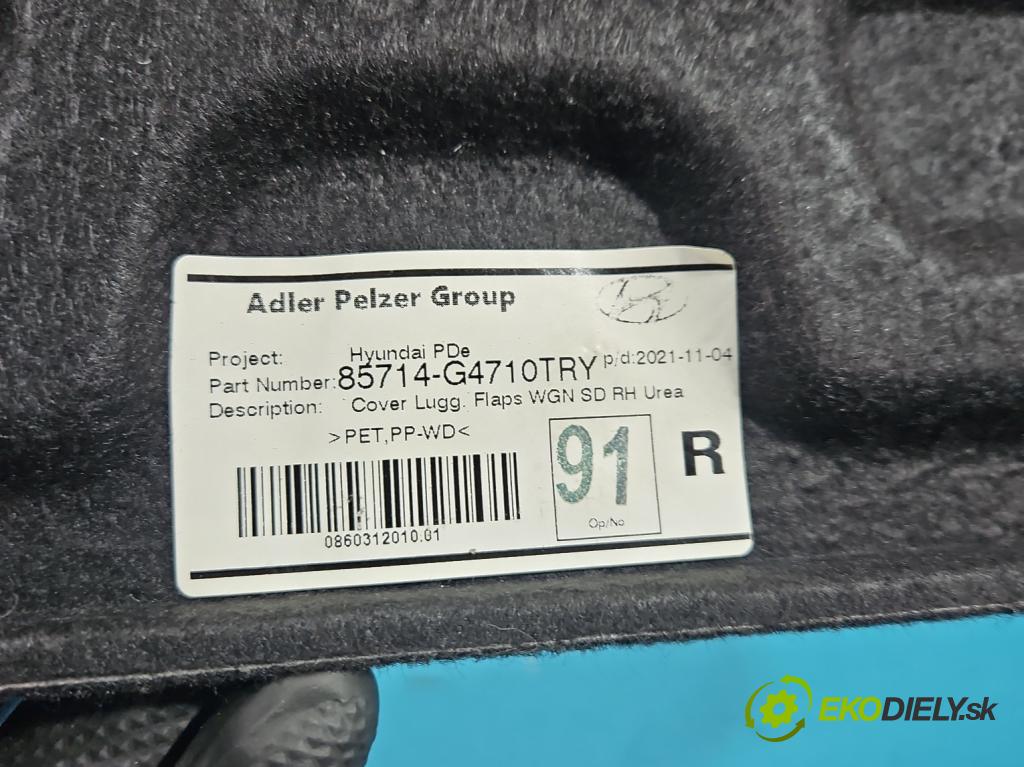 Adler Pelzer Group
Project: Hyundai PDe p/d:2021-11-04
Part Number:85714-G4710TRY
Description: Cover Lugg. Flaps WGN SD RH Urea
>PET,PP-WD<
91 R
Op/No
0860312010.01
EKODIELY.sk